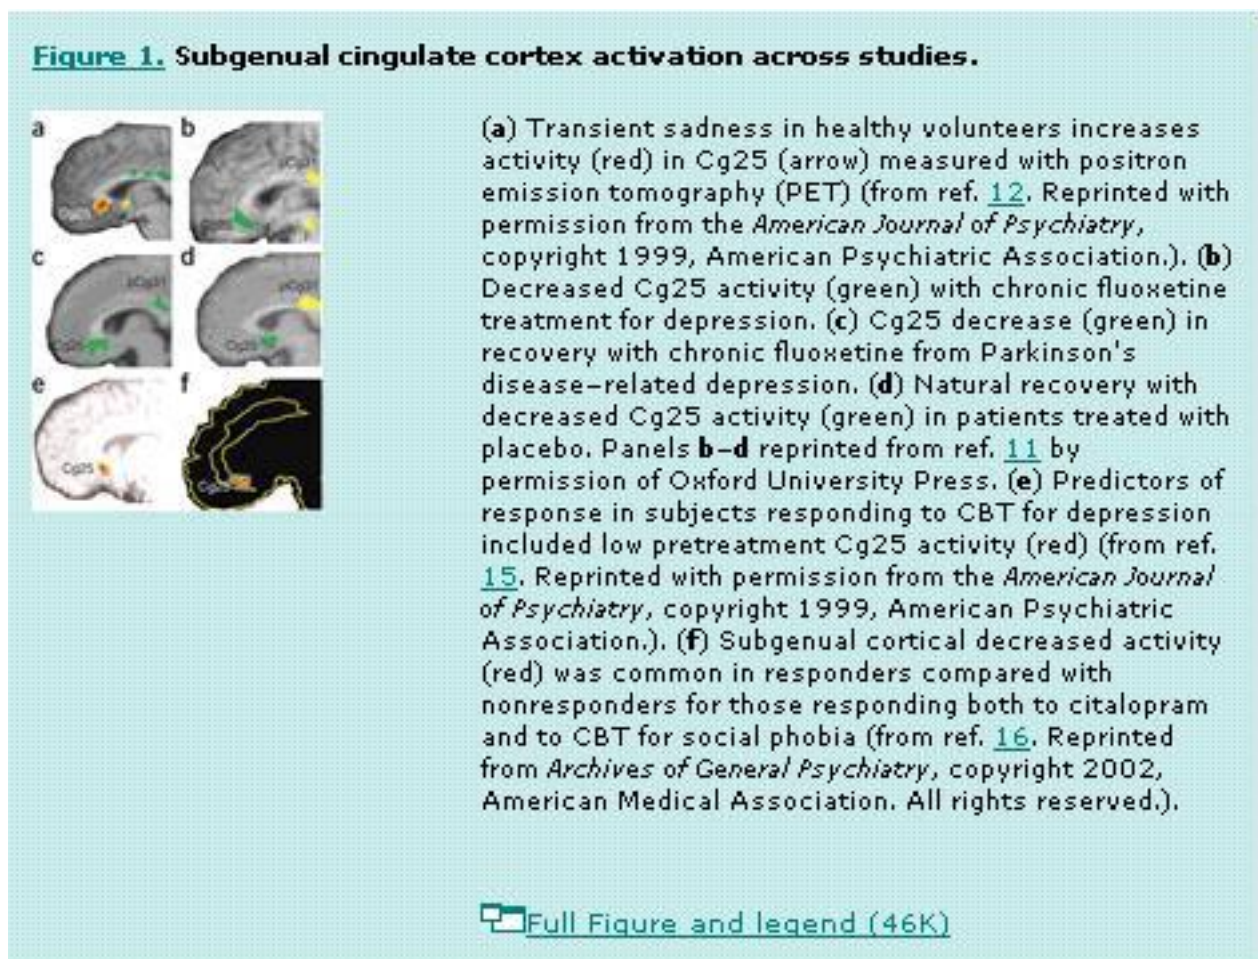 Figure 1. Subgenual cingulate cortex activation across studies.
a
b
c
d
e
f
Cg25
(a) Transient sadness in healthy volunteers increases
activity (red) in Cg25 (arrow) measured with positron
emission tomography (PET) (from ref. 12. Reprinted with
permission from the American Journal of Psychiatry,
copyright 1999, American Psychiatric Association.). (b)
Decreased Cg25 activity (green) with chronic fluoxetine
treatment for depression. (c) Cg25 decrease (green) in
recovery with chronic fluoxetine from Parkinson's
disease-related depression. (d) Natural recovery with
decreased Cg25 activity (green) in patients treated with
placebo. Panels b-d reprinted from ref. 11 by
permission of Oxford University Press. (e) Predictors of
response in subjects responding to CBT for depression
included low pretreatment Cg25 activity (red) (from ref.
15. Reprinted with permission from the American Journal
of Psychiatry, copyright 1999, American Psychiatric
Association.). (f) Subgenual cortical decreased activity
(red) was common in responders compared with
nonresponders for those responding both to citalopram
and to CBT for social phobia (from ref. 16. Reprinted
from Archives of General Psychiatry, copyright 2002,
American Medical Association. All rights reserved.).
Full Figure and legend (46K)